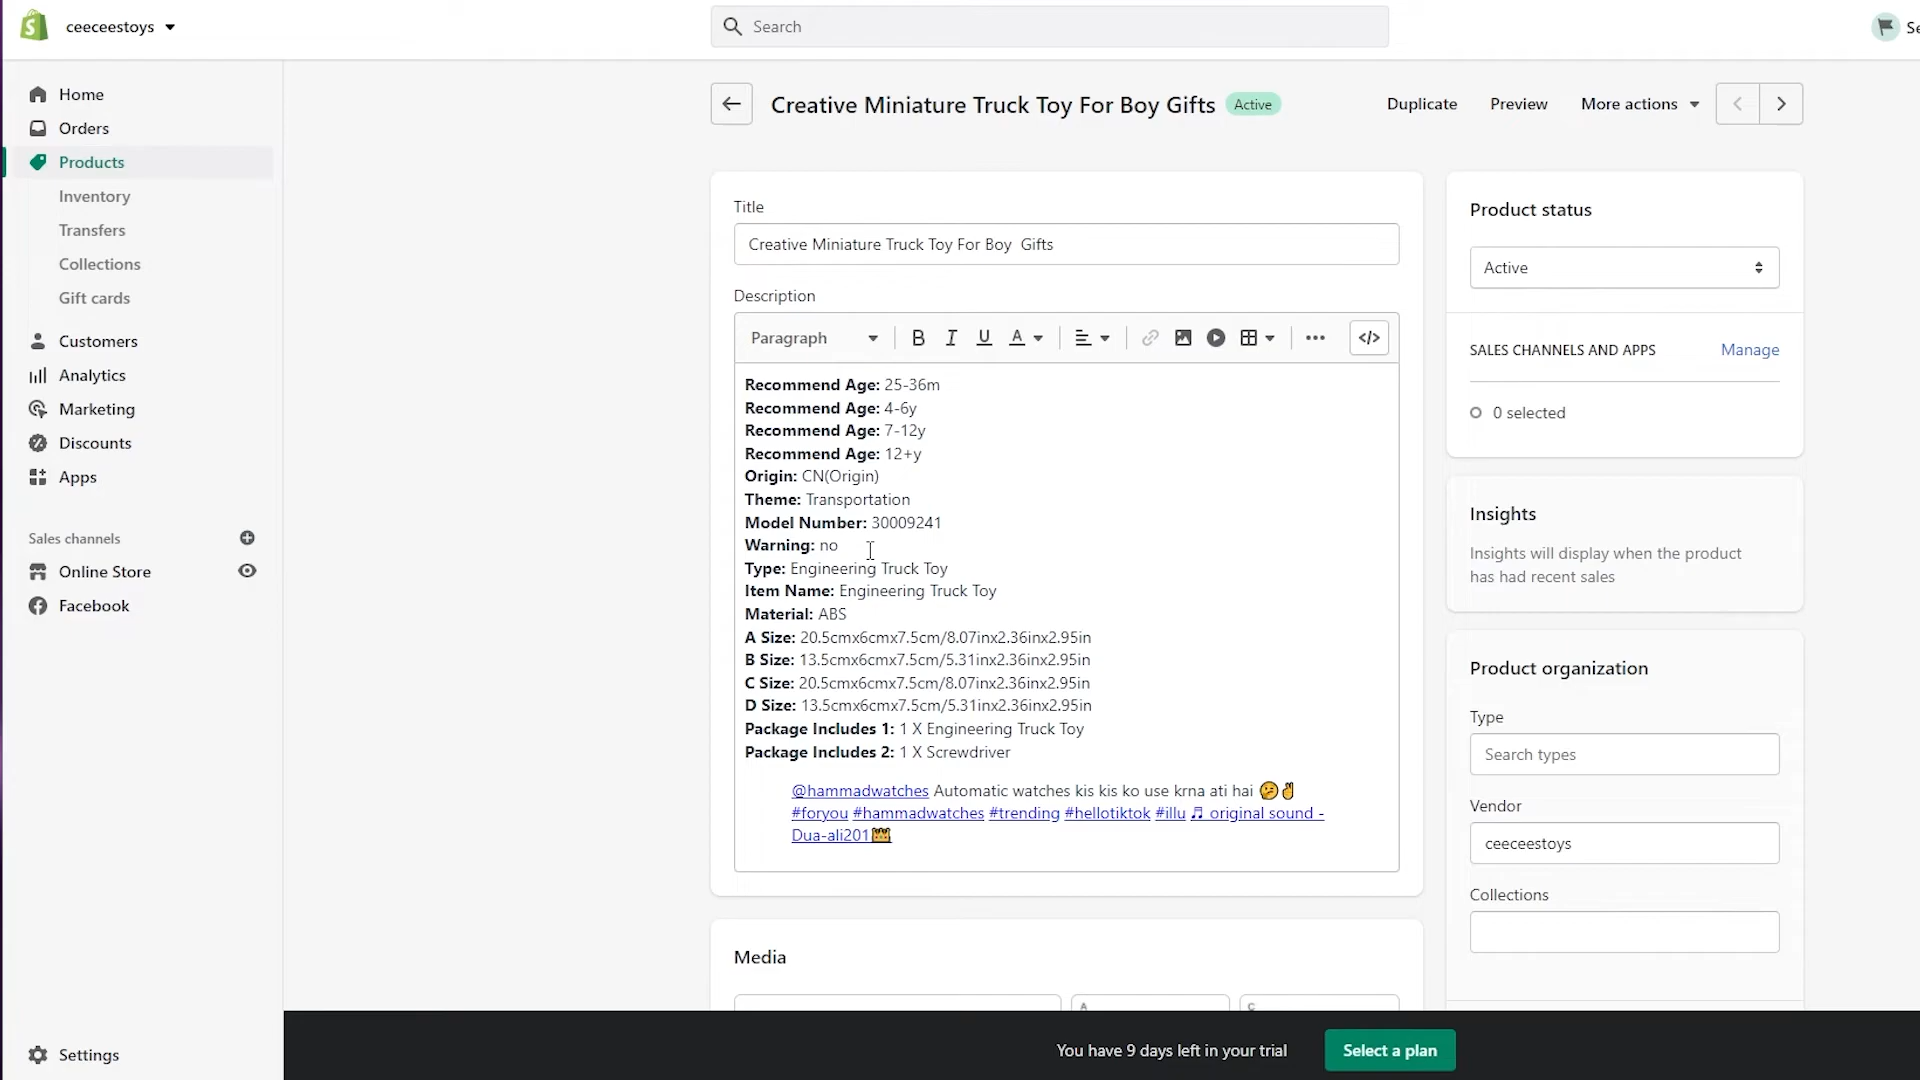 ceeceestoys
Search
Se
Home
Orders
Products
Inventory
Transfers
Collections
Gift cards
Customers
Analytics
Marketing
Discounts
Apps
Sales channels
Online Store
Facebook
Settings
Creative Miniature Truck Toy For Boy Gifts Active
Duplicate Preview More actions
Title
Creative Miniature Truck Toy For Boy  Gifts
Description
Paragraph B I U A </>
Recommend Age: 25-36m
Recommend Age: 4-6y
Recommend Age: 7-12y
Recommend Age: 12+y
Origin: CN(Origin)
Theme: Transportation
Model Number: 30009241
Warning: no
Type: Engineering Truck Toy
Item Name: Engineering Truck Toy
Material: ABS
A Size: 20.5cmx6cmx7.5cm/8.07inx2.36inx2.95in
B Size: 13.5cmx6cmx7.5cm/5.31inx2.36inx2.95in
C Size: 20.5cmx6cmx7.5cm/8.07inx2.36inx2.95in
D Size: 13.5cmx6cmx7.5cm/5.31inx2.36inx2.95in
Package Includes 1: 1 X Engineering Truck Toy
Package Includes 2: 1 X Screwdriver
@hammadwatches Automatic watches kis kis ko use krna ati hai 🤔✌
#foryou #hammadwatches #trending #hellotiktok #illu ♬ original sound -
Dua-ali201👑
Media
A
C
Product status
Active
SALES CHANNELS AND APPS Manage
0 selected
Insights
Insights will display when the product
has had recent sales
Product organization
Type
Search types
Vendor
ceeceestoys
Collections
You have 9 days left in your trial
Select a plan